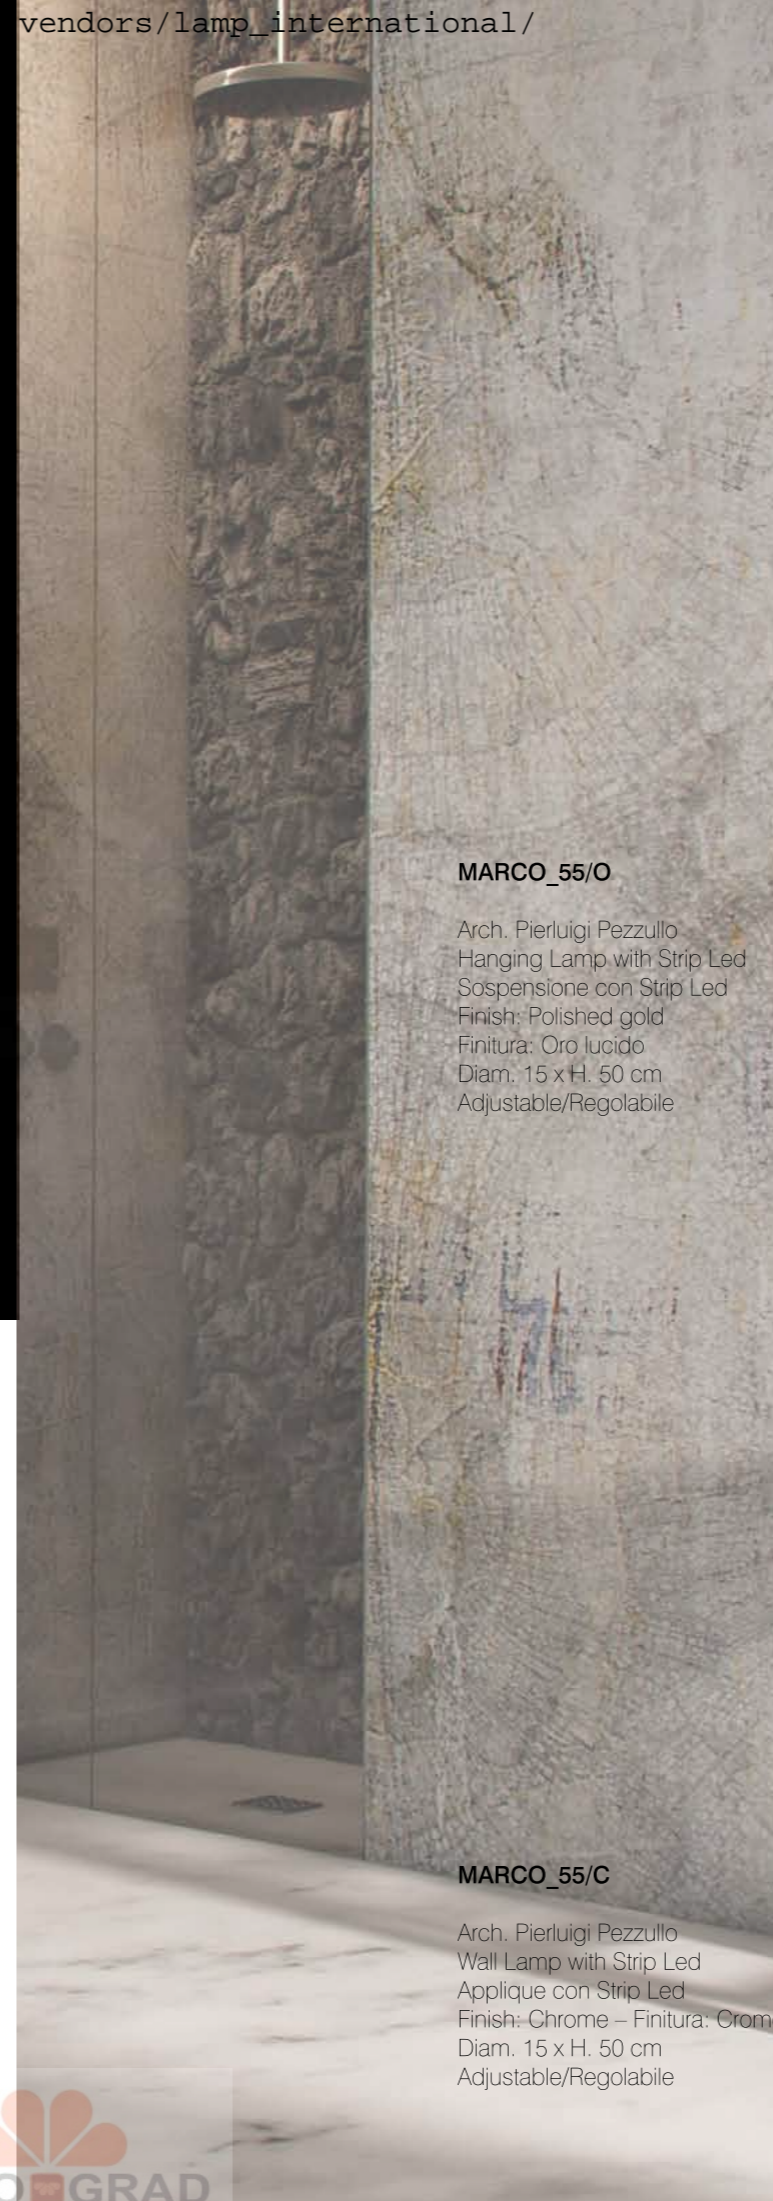 vendors/lamp_international/
MARCO_55/O
Arch. Pierluigi Pezzullo
Hanging Lamp with Strip Led
Sospensione con Strip Led
Finish: Polished gold
Finitura: Oro lucido
Diam. 15 x H. 50 cm
Adjustable/Regolabile
MARCO_55/C
Arch. Pierluigi Pezzullo
Wall Lamp with Strip Led
Applique con Strip Led
Finish: Chrome – Finitura: Crom
Diam. 15 x H. 50 cm
Adjustable/Regolabile
GRAD